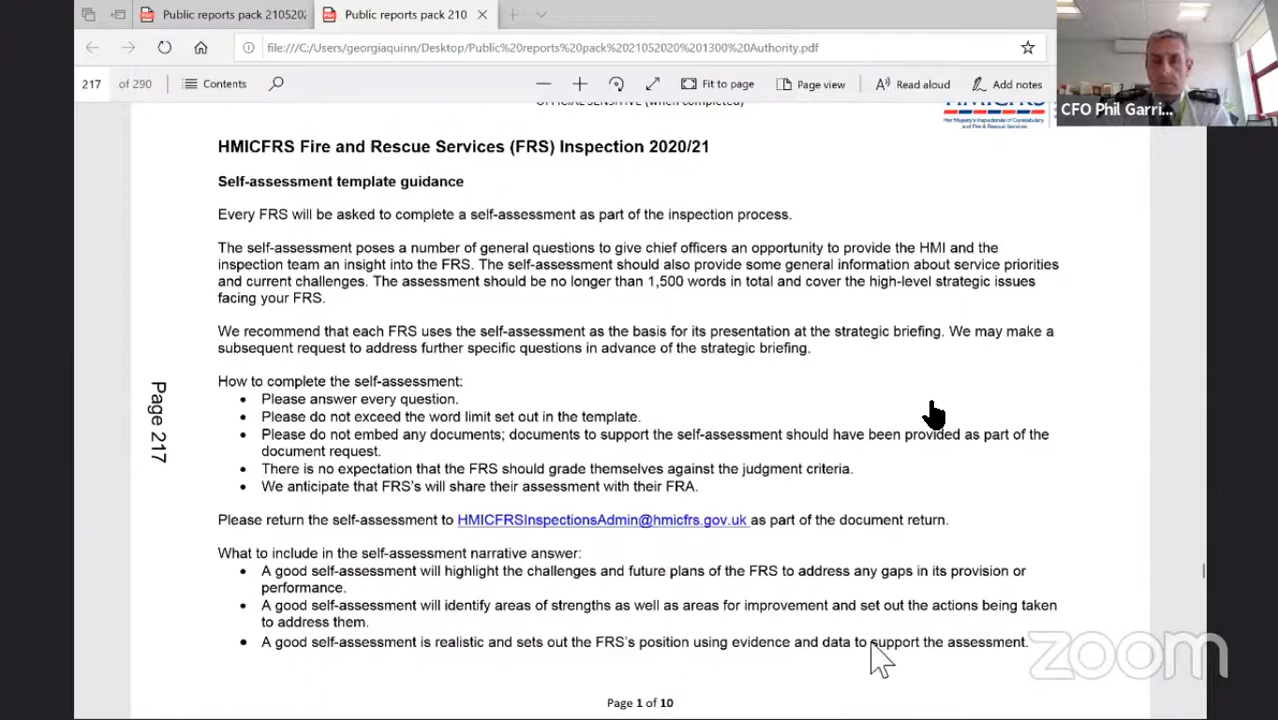 Public reports pack 2105202
Public reports pack 210
file:///C:/Users/georgiaquinn/Desktop/Public%20reports%20pack%2021052020%201300%20Authority.pdf
217 of 290 Contents Fit to page Page view Read aloud Add notes
CFO Phil Garri...
OFFICIAL SENSITIVE (when completed)
HMICFRS
Her Majesty's Inspectorate of Constabulary
and Fire & Rescue Services
HMICFRS Fire and Rescue Services (FRS) Inspection 2020/21
Self-assessment template guidance
Every FRS will be asked to complete a self-assessment as part of the inspection process.
The self-assessment poses a number of general questions to give chief officers an opportunity to provide the HMI and the
inspection team an insight into the FRS. The self-assessment should also provide some general information about service priorities
and current challenges. The assessment should be no longer than 1,500 words in total and cover the high-level strategic issues
facing your FRS.
We recommend that each FRS uses the self-assessment as the basis for its presentation at the strategic briefing. We may make a
subsequent request to address further specific questions in advance of the strategic briefing.
How to complete the self-assessment:
• Please answer every question.
• Please do not exceed the word limit set out in the template.
• Please do not embed any documents; documents to support the self-assessment should have been provided as part of the
document request.
• There is no expectation that the FRS should grade themselves against the judgment criteria.
• We anticipate that FRS's will share their assessment with their FRA.
Page 217
Please return the self-assessment to HMICFRSInspectionsAdmin@hmicfrs.gov.uk as part of the document return.
What to include in the self-assessment narrative answer:
• A good self-assessment will highlight the challenges and future plans of the FRS to address any gaps in its provision or
performance.
• A good self-assessment will identify areas of strengths as well as areas for improvement and set out the actions being taken
to address them.
• A good self-assessment is realistic and sets out the FRS's position using evidence and data to support the assessment.
zoom
Page 1 of 10